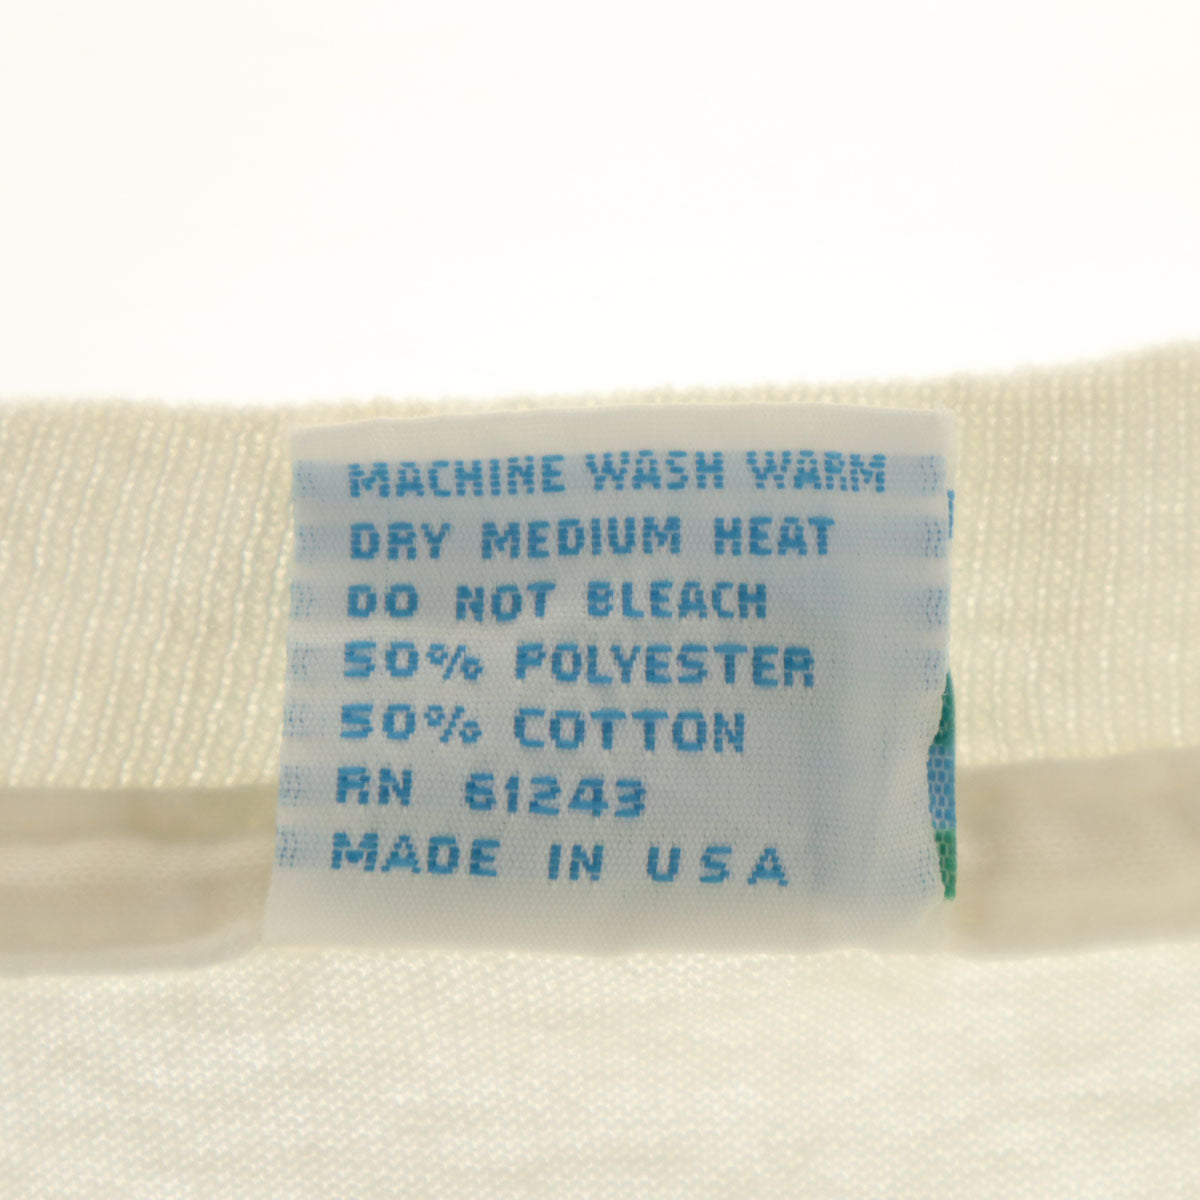 MACHINE WASH WARM
DRY MEDIUM HEAT
DO NOT BLEACH
50% POLYESTER
50% COTTON
RN 61243
MADE IN USA